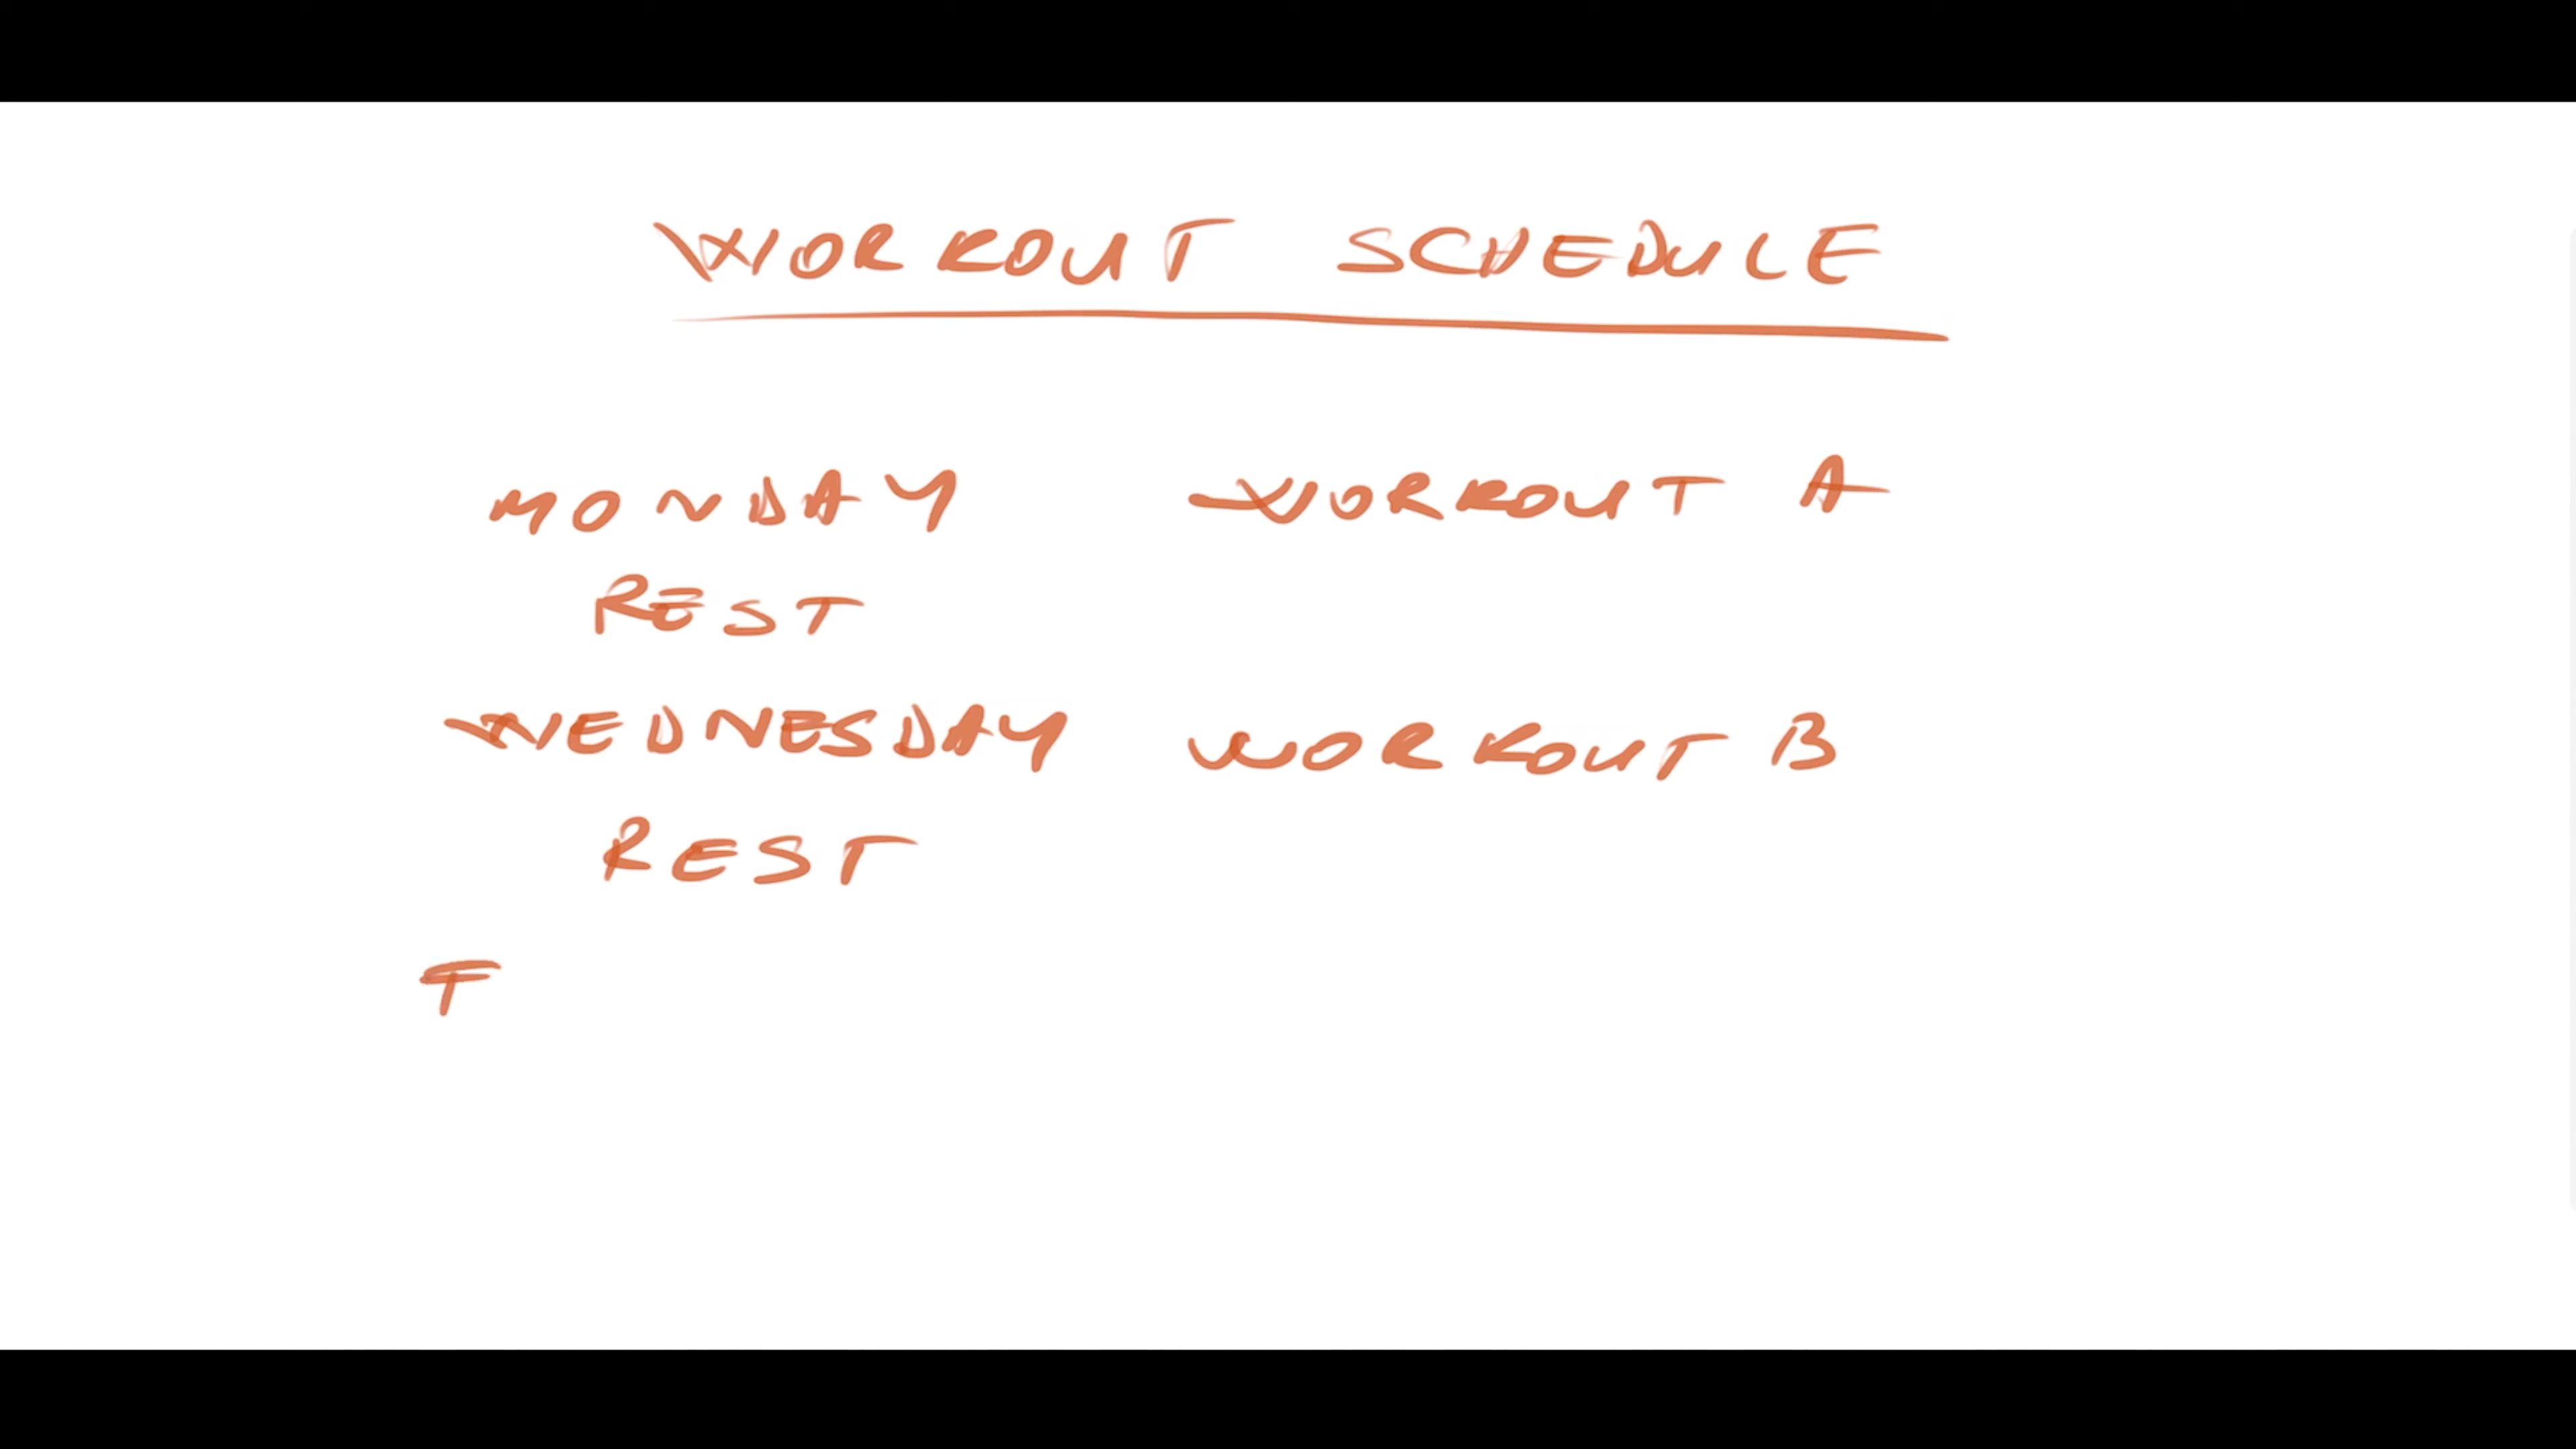 WORKOUT SCHEDULE
MONDAY WORKOUT A
REST
WEDNESDAY WORKOUT B
REST
F